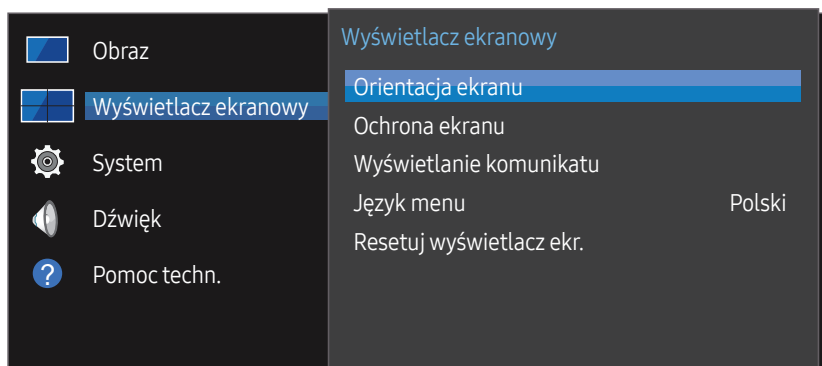 Obraz
Wyświetlacz ekranowy
System
Dźwięk
Pomoc techn.
Wyświetlacz ekranowy
Orientacja ekranu
Ochrona ekranu
Wyświetlanie komunikatu
Język menu Polski
Resetuj wyświetlacz ekr.